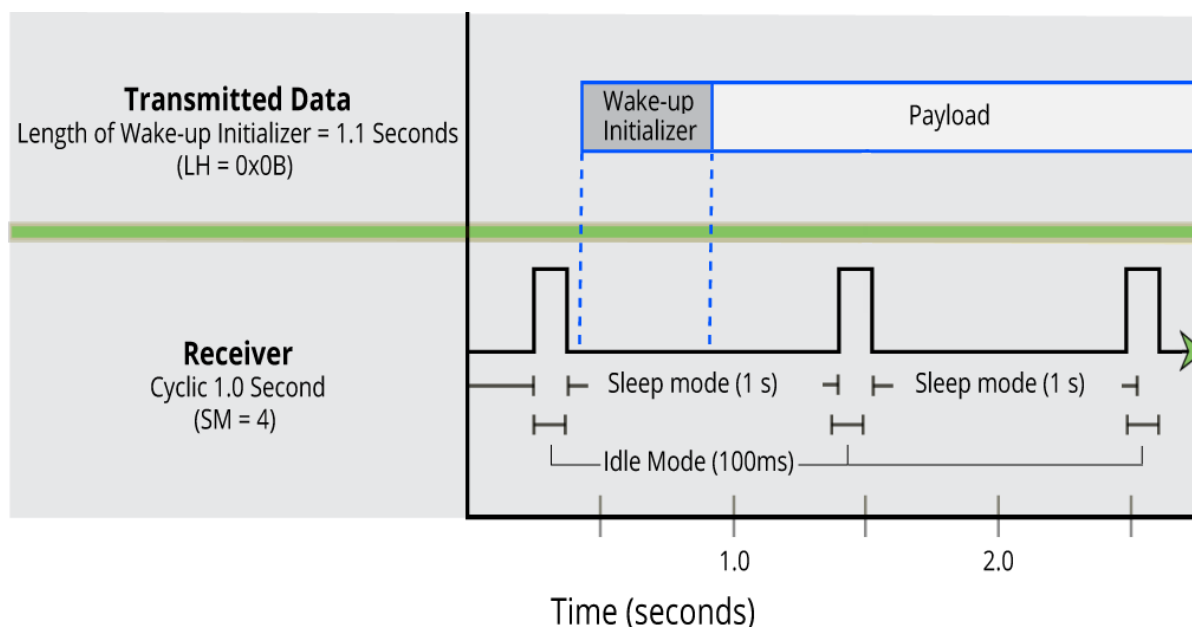 Transmitted Data
Length of Wake-up Initializer = 1.1 Seconds
(LH = 0x0B)
Wake-up
Initializer
Payload
Receiver
Cyclic 1.0 Second
(SM = 4)
Sleep mode (1 s)
Sleep mode (1 s)
Idle Mode (100ms)
1.0
2.0
Time (seconds)